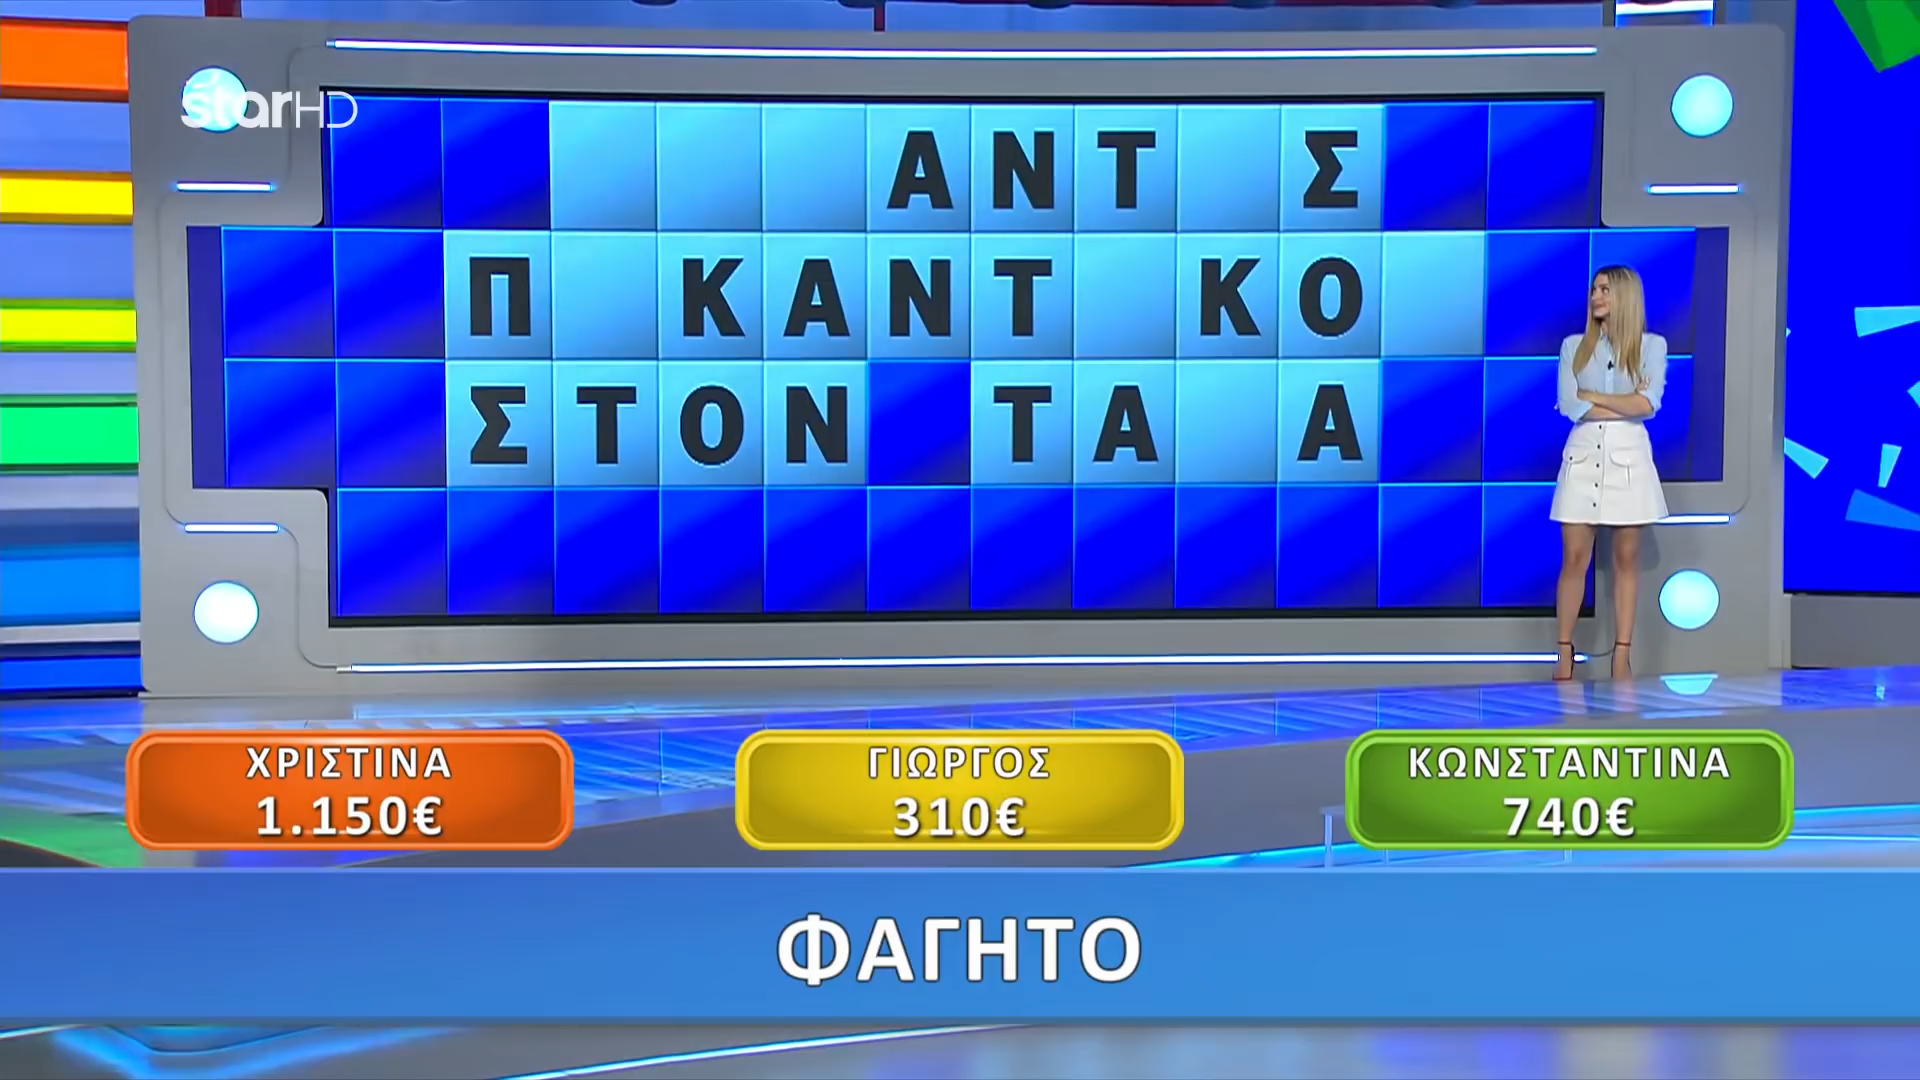 star HD
ΑΝΤ Σ
Π ΚΑΝΤ ΚΟ
ΣΤΟΝ ΤΑ Α
ΧΡΙΣΤΙΝΑ
1.150€
ΓΙΩΡΓΟΣ
310€
ΚΩΝΣΤΑΝΤΙΝΑ
740€
ΦΑΓΗΤΟ